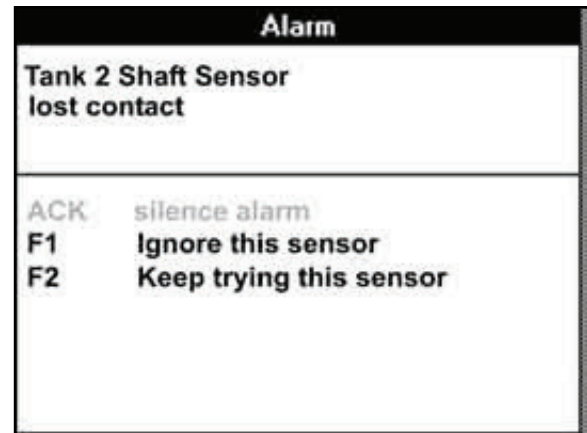 Alarm
Tank 2 Shaft Sensor
lost contact
ACK silence alarm
F1 Ignore this sensor
F2 Keep trying this sensor